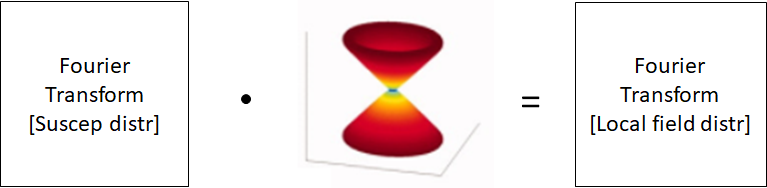 Fourier
Transform
[Suscep distr]
•
=
Fourier
Transform
[Local field distr]